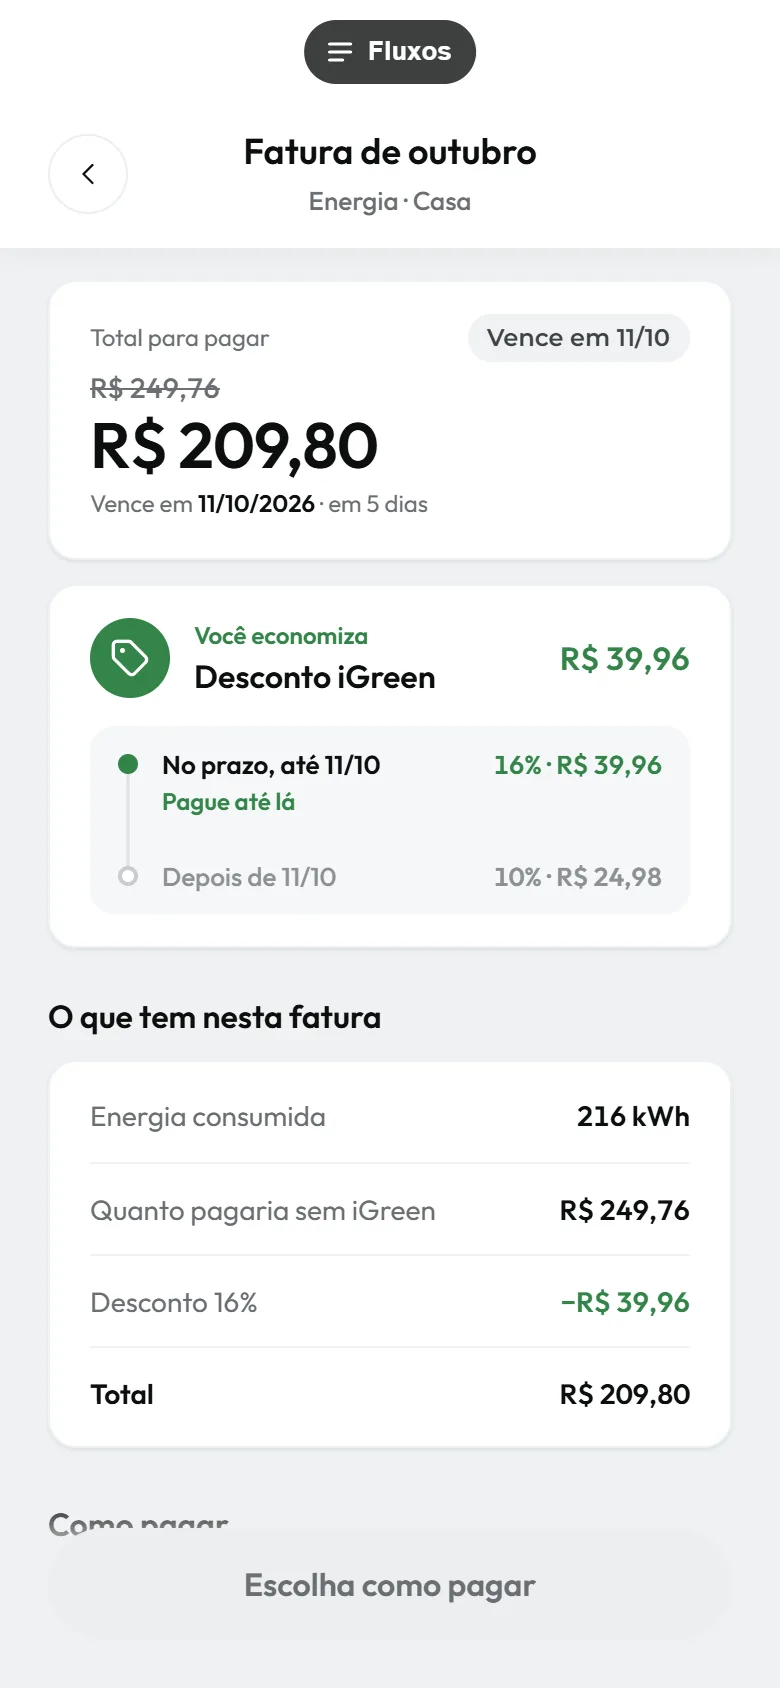 Fluxos
Fatura de outubro
Energia · Casa
Total para pagar
Vence em 11/10
R$ 249,76
R$ 209,80
Vence em 11/10/2026 · em 5 dias
Você economiza
Desconto iGreen
R$ 39,96
No prazo, até 11/10
16% · R$ 39,96
Pague até lá
Depois de 11/10
10% · R$ 24,98
O que tem nesta fatura
Energia consumida
216 kWh
Quanto pagaria sem iGreen
R$ 249,76
Desconto 16%
−R$ 39,96
Total
R$ 209,80
Como pagar
Escolha como pagar